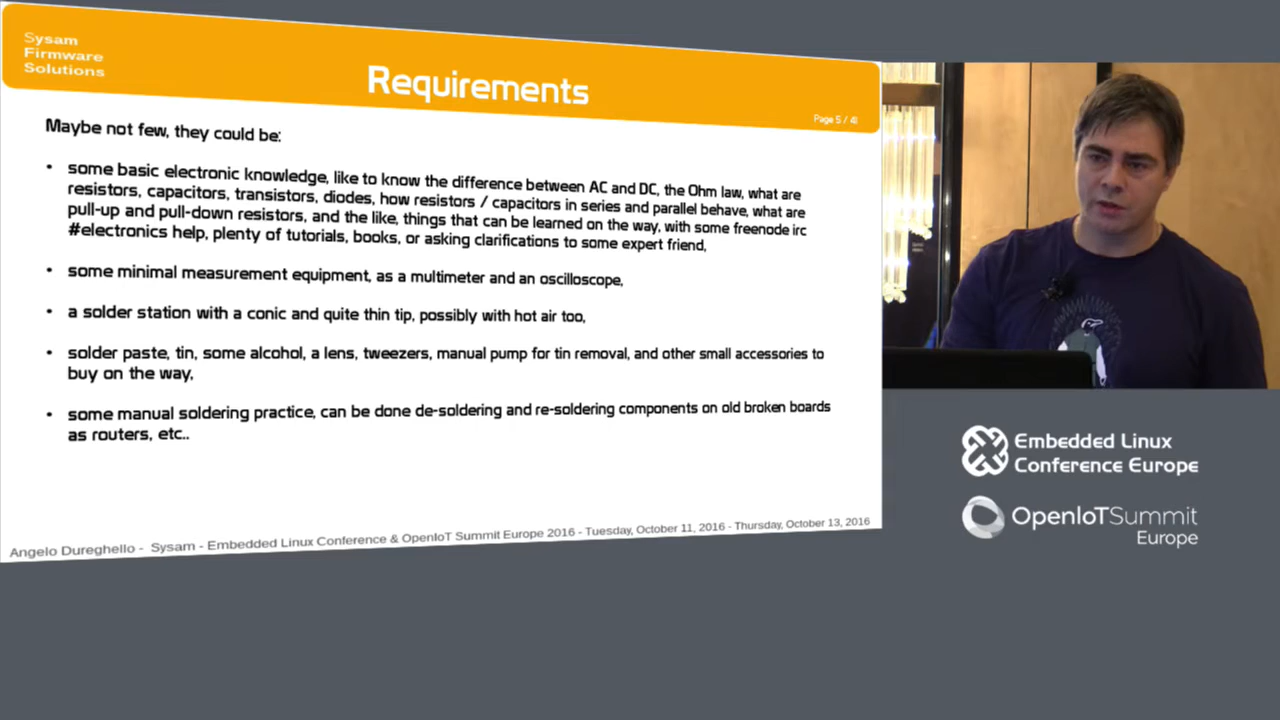 Sysam
Firmware
Solutions
Requirements
Page 5 / 41
Maybe not few, they could be:
• some basic electronic knowledge, like to know the difference between AC and DC, the Ohm law, what are
resistors, capacitors, transistors, diodes, how resistors / capacitors in series and parallel behave, what are
pull-up and pull-down resistors, and the like, things that can be learned on the way, with some freenode irc
#electronics help, plenty of tutorials, books, or asking clarifications to some expert friend,
• some minimal measurement equipment, as a multimeter and an oscilloscope,
• a solder station with a conic and quite thin tip, possibly with hot air too,
• solder paste, tin, some alcohol, a lens, tweezers, manual pump for tin removal, and other small accessories to
buy on the way,
• some manual soldering practice, can be done de-soldering and re-soldering components on old broken boards
as routers, etc..
Angelo Dureghello - Sysam - Embedded Linux Conference & OpenIoT Summit Europe 2016 - Tuesday, October 11, 2016 - Thursday, October 13, 2016
Embedded Linux
Conference Europe
OpenIoTSummit
Europe